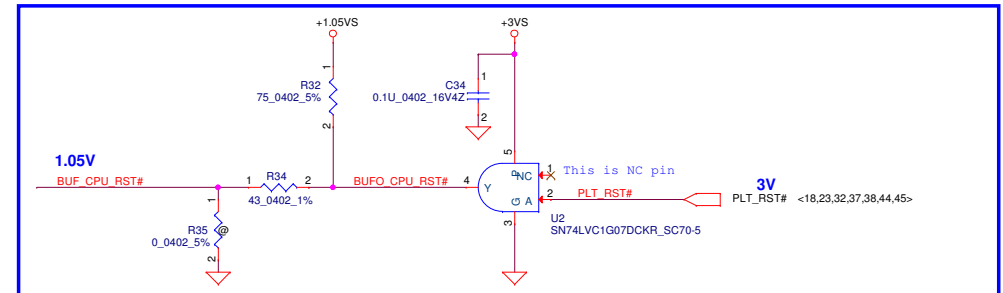 +1.05VS
+3VS
1
R32
75_0402_5%
2
1
C34
0.1U_0402_16V4Z
2
1.05V
BUF_CPU_RST#
1
R34
2
43_0402_1%
BUFO_CPU_RST#
4
5
Y
P
NC
1
This is NC pin
G
A
2
PLT_RST#
3V
PLT_RST# <18,23,32,37,38,44,45>
3
U2
SN74LVC1G07DCKR_SC70-5
1
R35
@
0_0402_5%
2